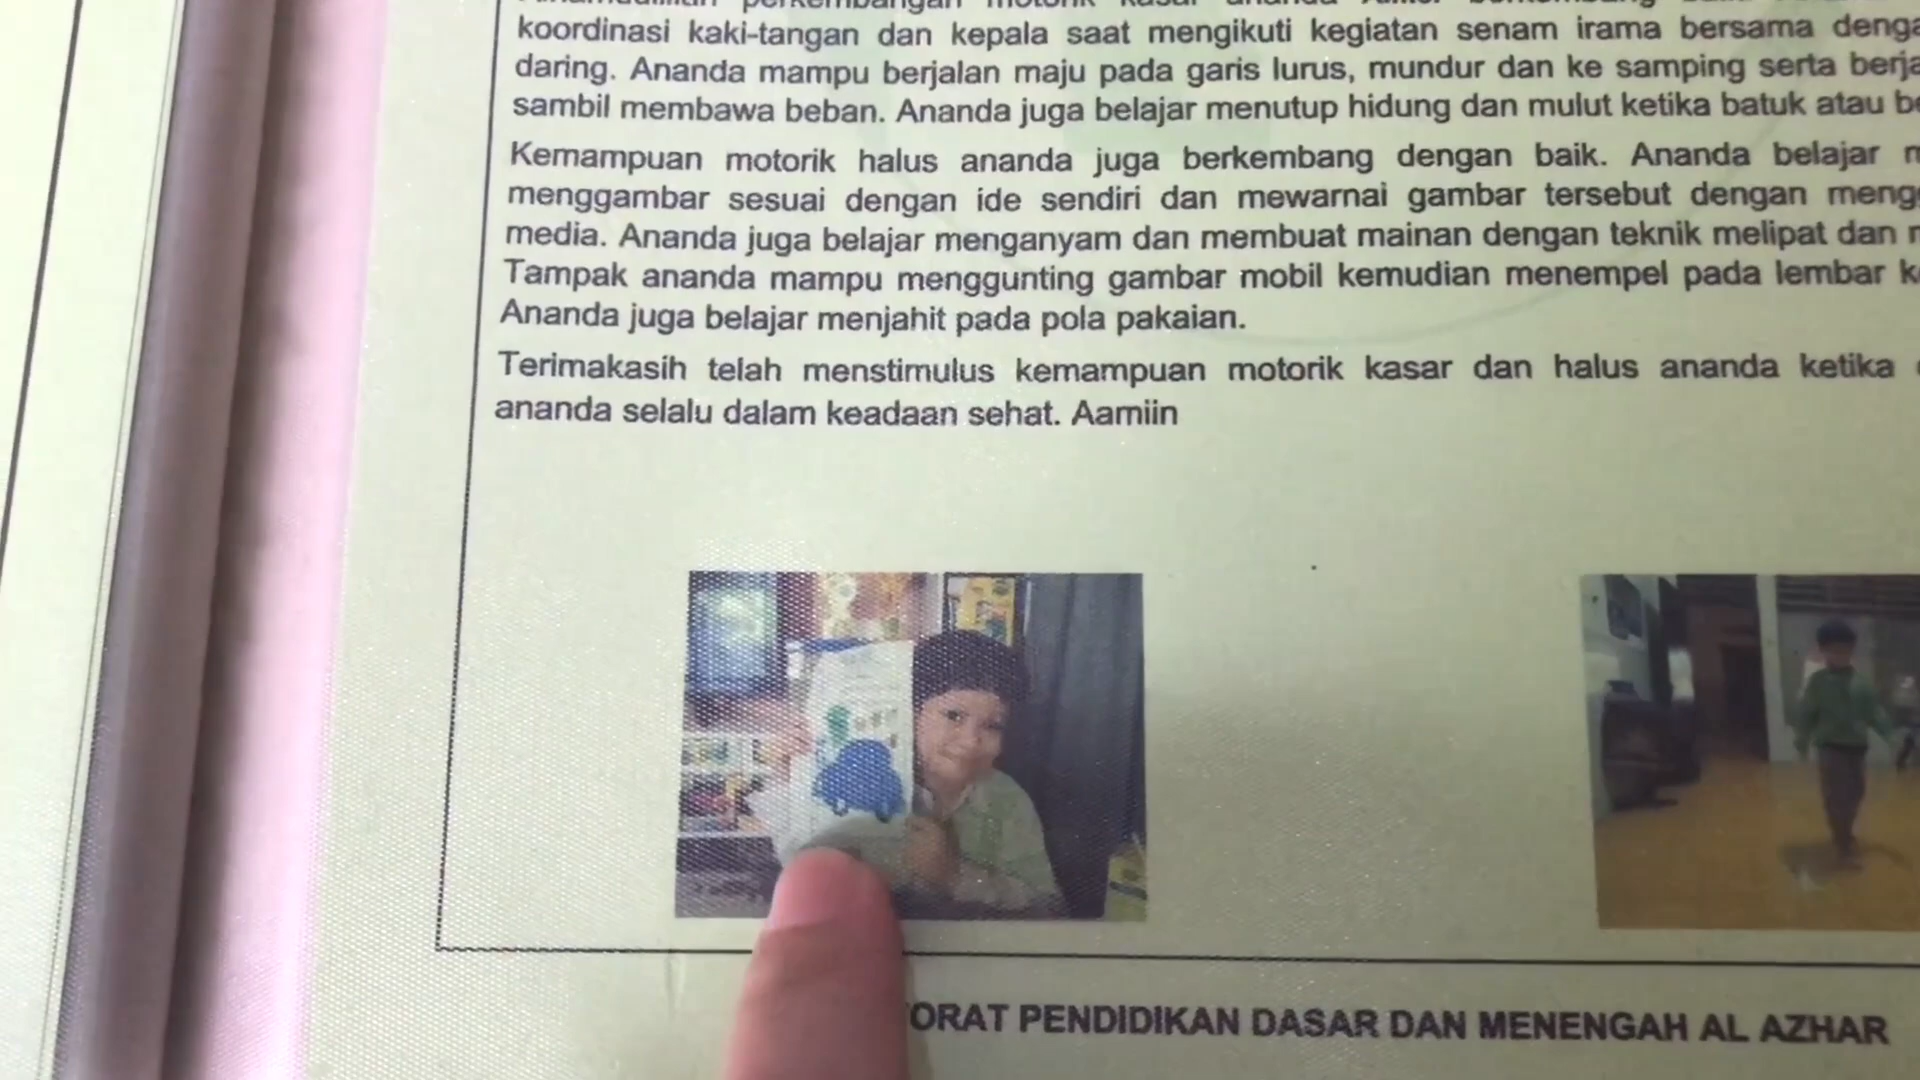 perkembangan motorik kasar ananda
koordinasi kaki-tangan dan kepala saat mengikuti kegiatan senam irama bersama
daring. Ananda mampu berjalan maju pada garis lurus, mundur dan ke samping serta
sambil membawa beban. Ananda juga belajar menutup hidung dan mulut ketika batuk atau
Kemampuan motorik halus ananda juga berkembang dengan baik. Ananda belajar
menggambar sesuai dengan ide sendiri dan mewarnai gambar tersebut dengan
media. Ananda juga belajar menganyam dan membuat mainan dengan teknik melipat dan
Tampak ananda mampu menggunting gambar mobil kemudian menempel pada lembar
Ananda juga belajar menjahit pada pola pakaian.
Terimakasih telah menstimulus kemampuan motorik kasar dan halus ananda ketika
ananda selalu dalam keadaan sehat. Aamiin
ORAT PENDIDIKAN DASAR DAN MENENGAH AL AZHAR